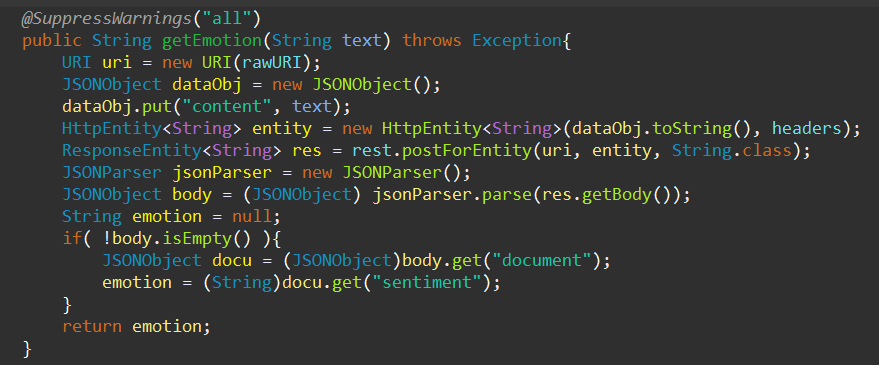 @SuppressWarnings("all")
public String getEmotion(String text) throws Exception{
    URI uri = new URI(rawURI);
    JSONObject dataObj = new JSONObject();
    dataObj.put("content", text);
    HttpEntity<String> entity = new HttpEntity<String>(dataObj.toString(), headers);
    ResponseEntity<String> res = rest.postForEntity(uri, entity, String.class);
    JSONParser jsonParser = new JSONParser();
    JSONObject body = (JSONObject) jsonParser.parse(res.getBody());
    String emotion = null;
    if( !body.isEmpty() ){
        JSONObject docu = (JSONObject)body.get("document");
        emotion = (String)docu.get("sentiment");
    }
    return emotion;
}